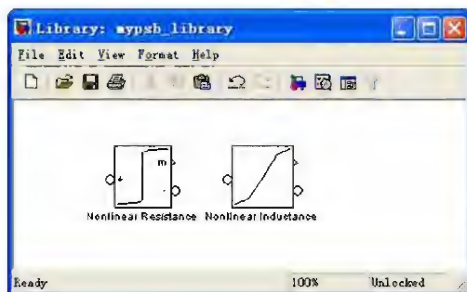 Library: mypsb_library
File Edit View Format Help
m
+ -
Nonlinear Resistance Nonlinear Inductance
Ready 100% Unlocked